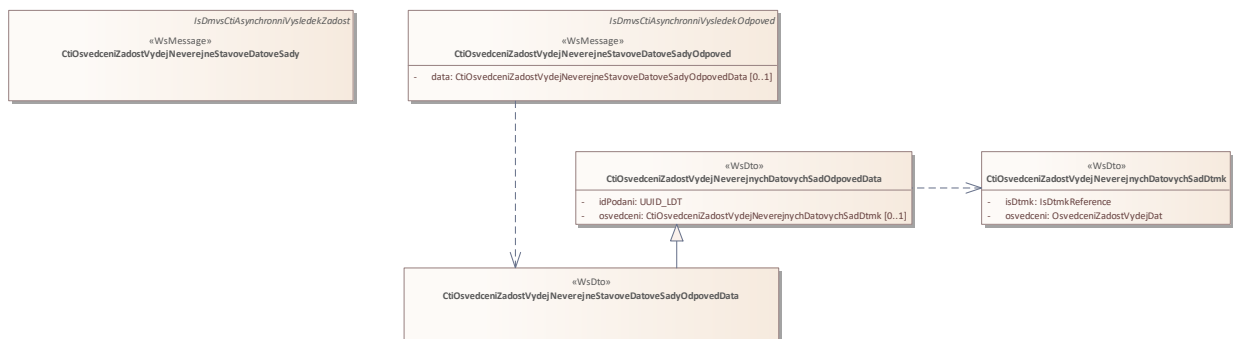 IsDmvsCtiAsynchronniVysledekZadost
«WsMessage»
CtiOsvedceniZadostVydejNeverejneStavoveDatoveSady
IsDmvsCtiAsynchronniVysledekOdpoved
«WsMessage»
CtiOsvedceniZadostVydejNeverejneStavoveDatoveSadyOdpoved
- data: CtiOsvedceniZadostVydejNeverejneStavoveDatoveSadyOdpovedData [0..1]
«WsDto»
CtiOsvedceniZadostVydejNeverejnychDatovychSadOdpovedData
- idPodani: UUID_LDT
- osvedceni: CtiOsvedceniZadostVydejNeverejnychDatovychSadDtmk [0..1]
«WsDto»
CtiOsvedceniZadostVydejNeverejnychDatovychSadDtmk
- isDtmk: IsDtmkReference
- osvedceni: OsvedceniZadostVydejDat
«WsDto»
CtiOsvedceniZadostVydejNeverejneStavoveDatoveSadyOdpovedData